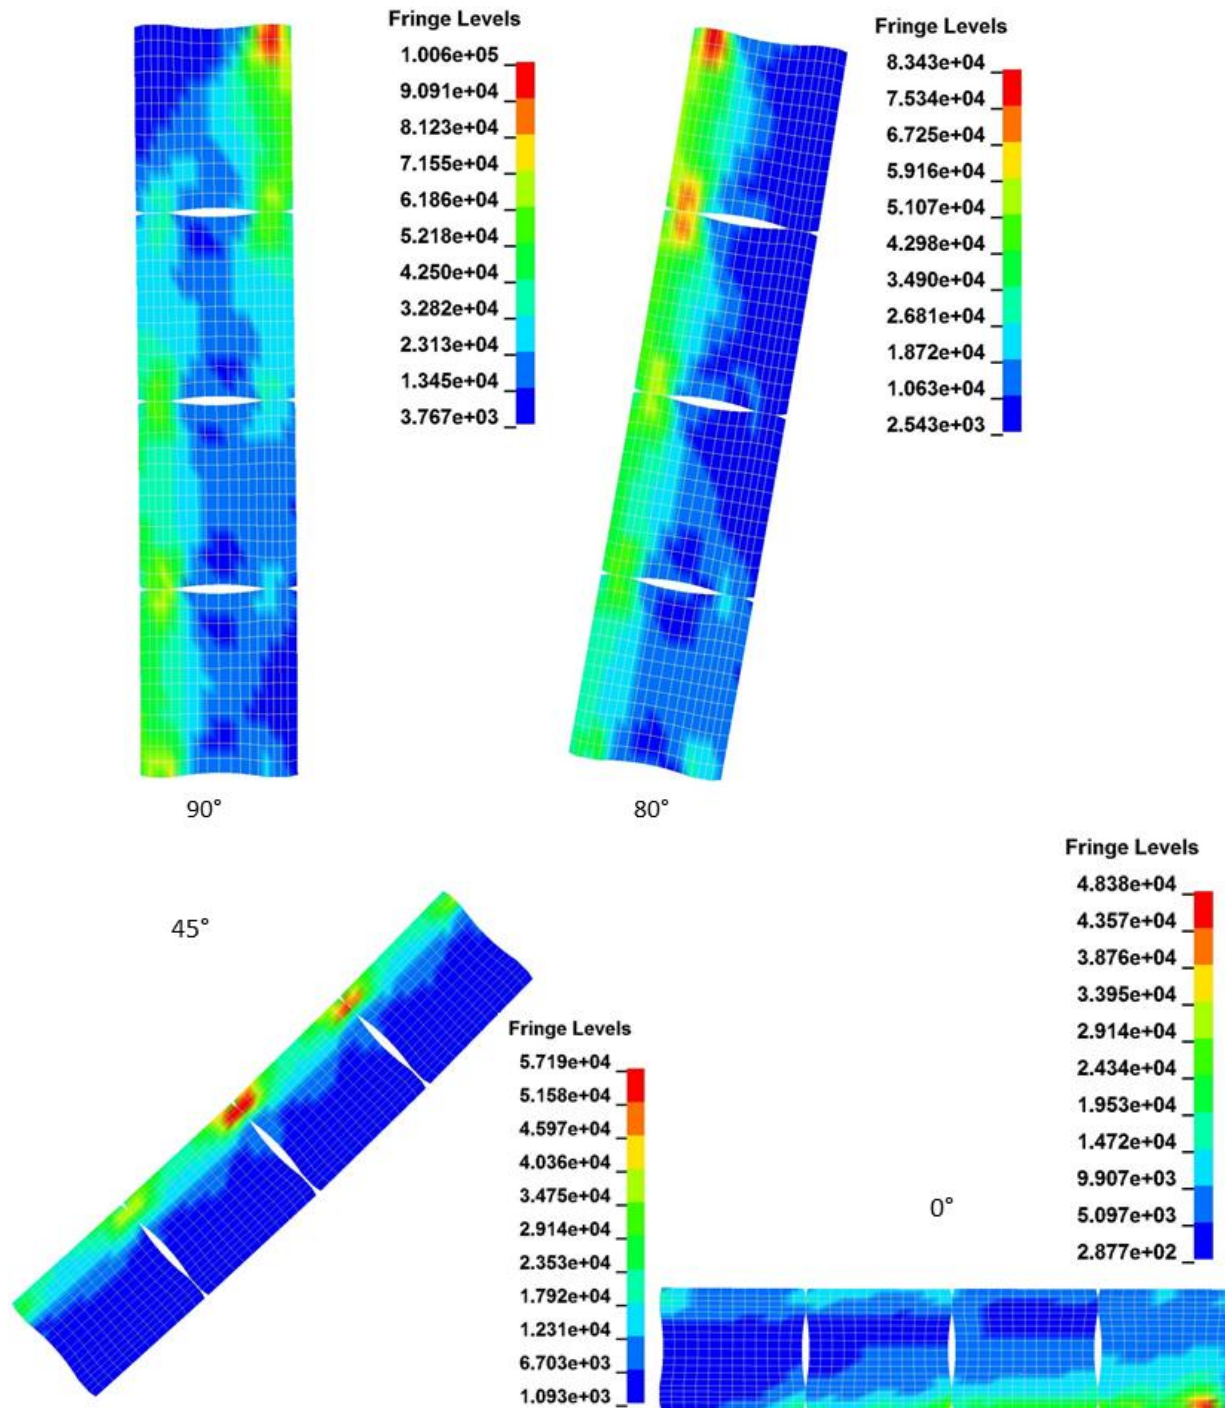 Fringe Levels
1.006e+05
9.091e+04
8.123e+04
7.155e+04
6.186e+04
5.218e+04
4.250e+04
3.282e+04
2.313e+04
1.345e+04
3.767e+03
90°
Fringe Levels
8.343e+04
7.534e+04
6.725e+04
5.916e+04
5.107e+04
4.298e+04
3.490e+04
2.681e+04
1.872e+04
1.063e+04
2.543e+03
80°
45°
Fringe Levels
5.719e+04
5.158e+04
4.597e+04
4.036e+04
3.475e+04
2.914e+04
2.353e+04
1.792e+04
1.231e+04
6.703e+03
1.093e+03
Fringe Levels
4.838e+04
4.357e+04
3.876e+04
3.395e+04
2.914e+04
2.434e+04
1.953e+04
1.472e+04
9.907e+03
5.097e+03
2.877e+02
0°